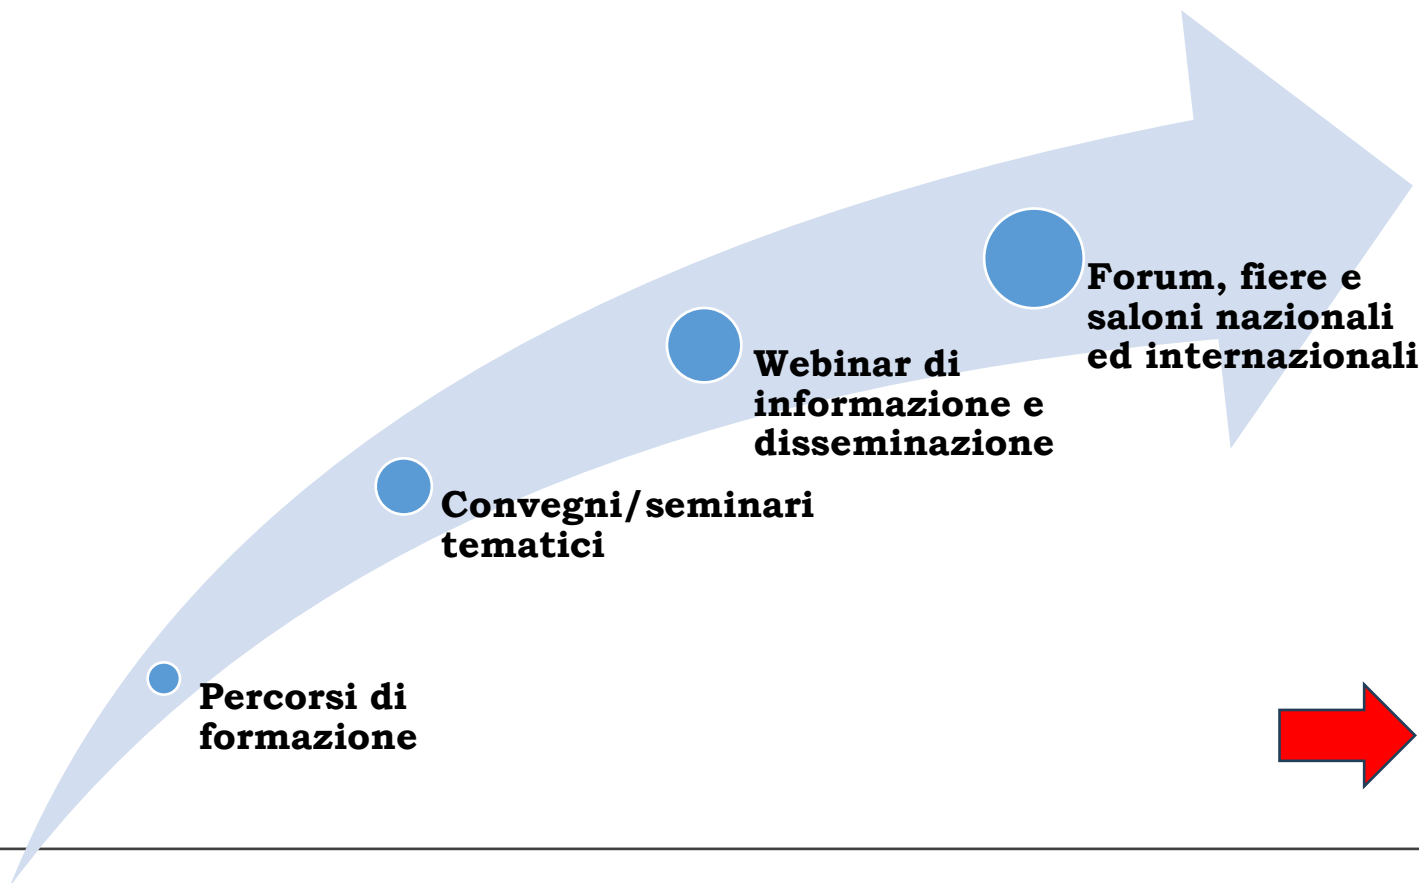 Forum, fiere e
saloni nazionali
ed internazionali
Webinar di
informazione e
disseminazione
Convegni/seminari
tematici
Percorsi di
formazione